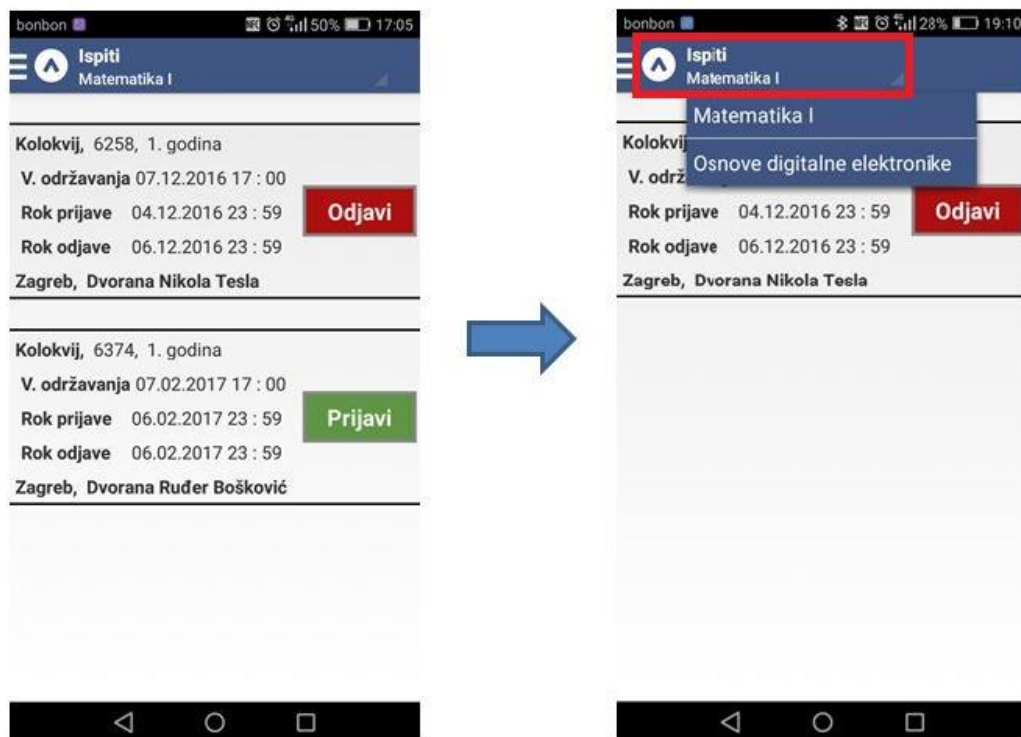 bonbon 50% 17:05
Ispiti
Matematika I
Kolokvij, 6258, 1. godina
V. održavanja 07.12.2016 17 : 00
Rok prijave 04.12.2016 23 : 59
Odjavi
Rok odjave 06.12.2016 23 : 59
Zagreb, Dvorana Nikola Tesla
Kolokvij, 6374, 1. godina
V. održavanja 07.02.2017 17 : 00
Rok prijave 06.02.2017 23 : 59
Prijavi
Rok odjave 06.02.2017 23 : 59
Zagreb, Dvorana Ruđer Bošković
bonbon 28% 19:10
Ispiti
Matematika I
Matematika I
Kolokvij
Osnove digitalne elektronike
V. održ
Rok prijave 04.12.2016 23 : 59
Odjavi
Rok odjave 06.12.2016 23 : 59
Zagreb, Dvorana Nikola Tesla